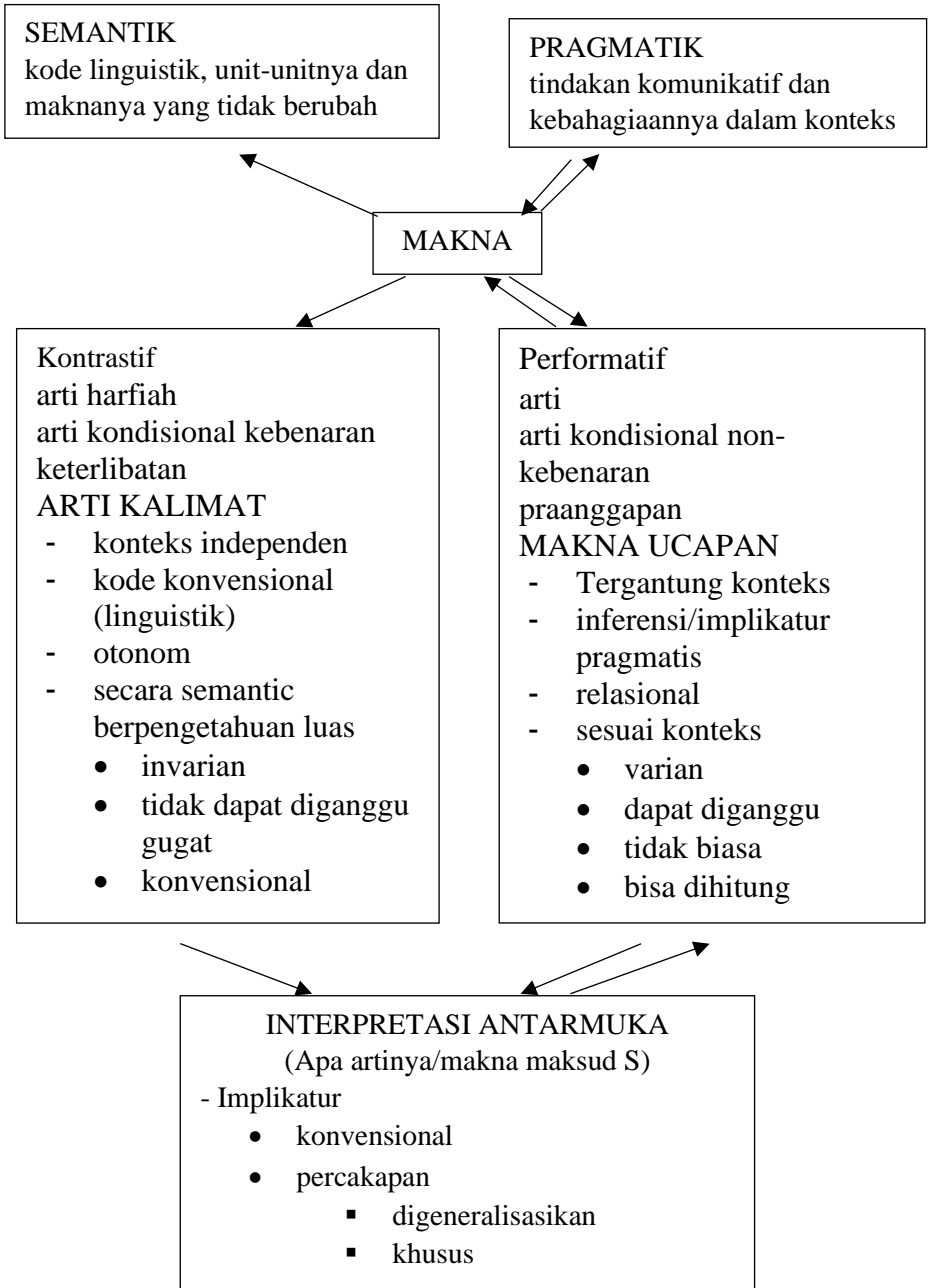 SEMANTIK
kode linguistik, unit-unitnya dan
maknanya yang tidak berubah
PRAGMATIK
tindakan komunikatif dan
kebahagiaannya dalam konteks
MAKNA
Kontrastif
arti harfiah
arti kondisional kebenaran
keterlibatan
ARTI KALIMAT
- konteks independen
- kode konvensional
(linguistik)
- otonom
- secara semantic
berpengetahuan luas
• invarian
• tidak dapat diganggu
gugat
• konvensional
Performatif
arti
arti kondisional non-
kebenaran
praanggapan
MAKNA UCAPAN
- Tergantung konteks
- inferensi/implikatur
pragmatis
- relasional
- sesuai konteks
• varian
• dapat diganggu
• tidak biasa
• bisa dihitung
INTERPRETASI ANTARMUKA
(Apa artinya/makna maksud S)
- Implikatur
• konvensional
• percakapan
▪ digeneralisasikan
▪ khusus